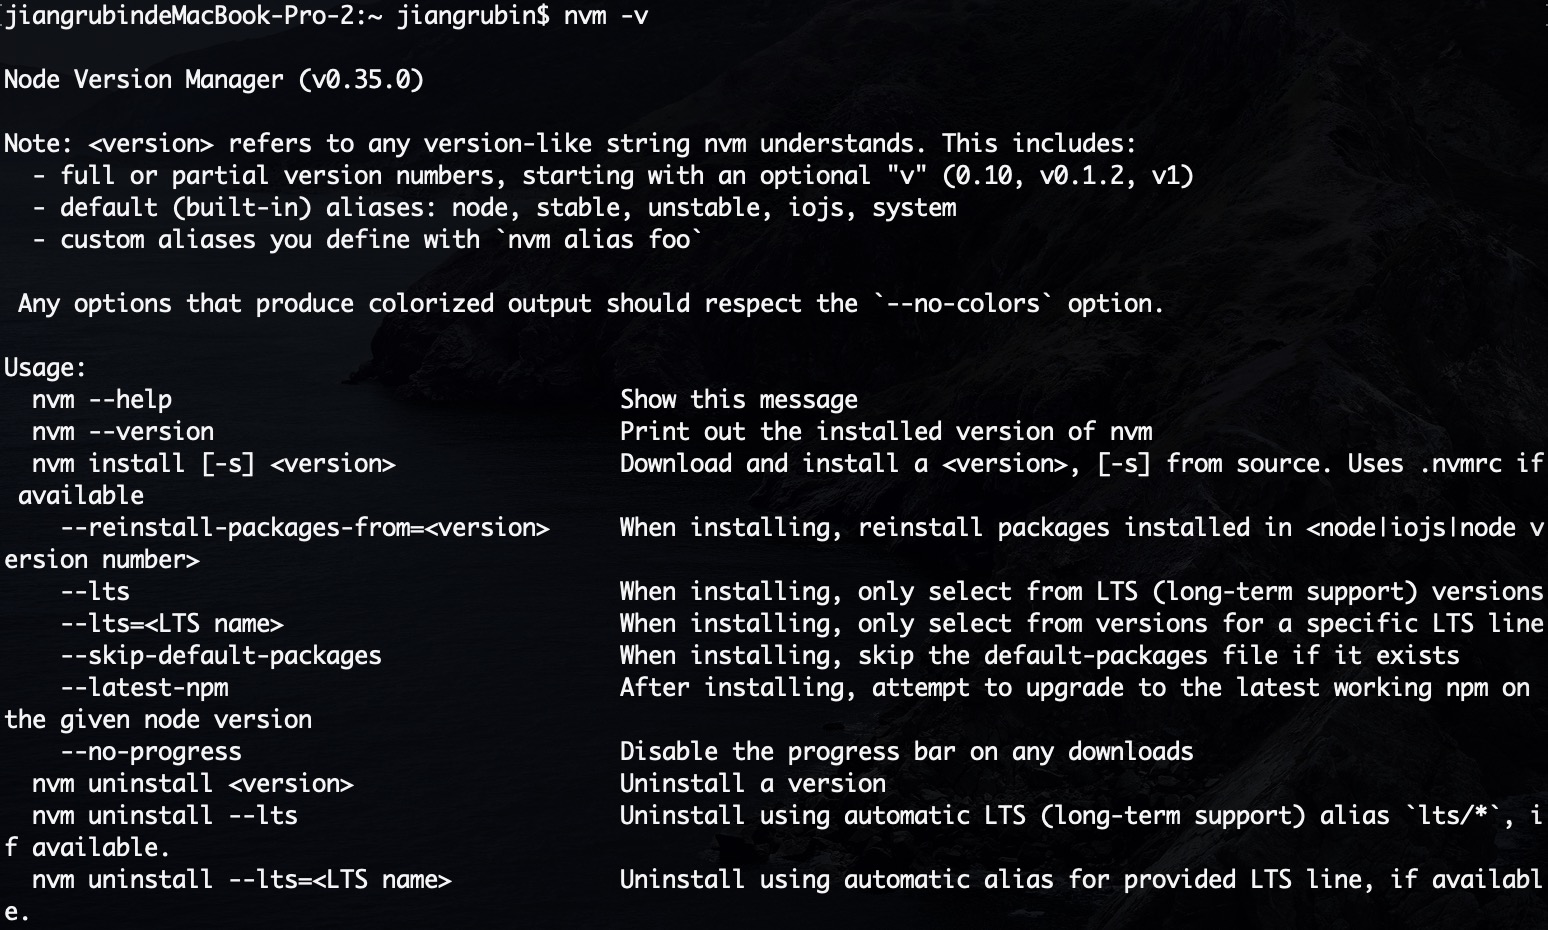 jiangrubindeMacBook-Pro-2:~ jiangrubin$ nvm -v
Node Version Manager (v0.35.0)
Note: <version> refers to any version-like string nvm understands. This includes:
  - full or partial version numbers, starting with an optional "v" (0.10, v0.1.2, v1)
  - default (built-in) aliases: node, stable, unstable, iojs, system
  - custom aliases you define with `nvm alias foo`
 Any options that produce colorized output should respect the `--no-colors` option.
Usage:
  nvm --help                                Show this message
  nvm --version                             Print out the installed version of nvm
  nvm install [-s] <version>                Download and install a <version>, [-s] from source. Uses .nvmrc if
 available
    --reinstall-packages-from=<version>     When installing, reinstall packages installed in <node|iojs|node v
ersion number>
    --lts                                   When installing, only select from LTS (long-term support) versions
    --lts=<LTS name>                        When installing, only select from versions for a specific LTS line
    --skip-default-packages                 When installing, skip the default-packages file if it exists
    --latest-npm                            After installing, attempt to upgrade to the latest working npm on
the given node version
    --no-progress                           Disable the progress bar on any downloads
  nvm uninstall <version>                   Uninstall a version
  nvm uninstall --lts                       Uninstall using automatic LTS (long-term support) alias `lts/*`, i
f available.
  nvm uninstall --lts=<LTS name>            Uninstall using automatic alias for provided LTS line, if availabl
e.